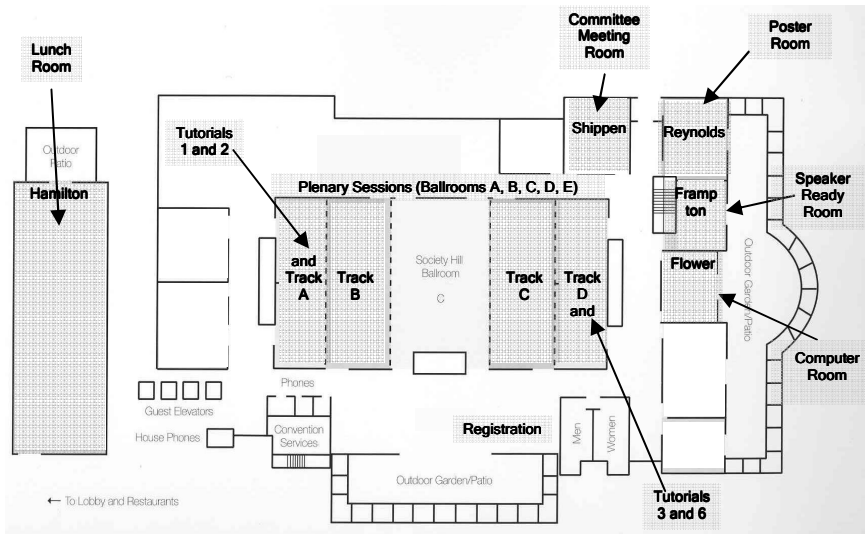 Committee
Meeting
Room
Poster
Room
Lunch
Room
Tutorials
1 and 2
Shippen
Reynolds
Outdoor
Patio
Hamilton
Plenary Sessions (Ballrooms A, B, C, D, E)
Framp
ton
Speaker
Ready
Room
and
Track
A
Track
B
Society Hill
Ballroom
C
Track
C
Track
D
and
Flower
Outdoor Garden/Patio
Computer
Room
Phones
Guest Elevators
House Phones
Convention
Services
Registration
Men
Women
Outdoor Garden/Patio
Tutorials
3 and 6
← To Lobby and Restaurants